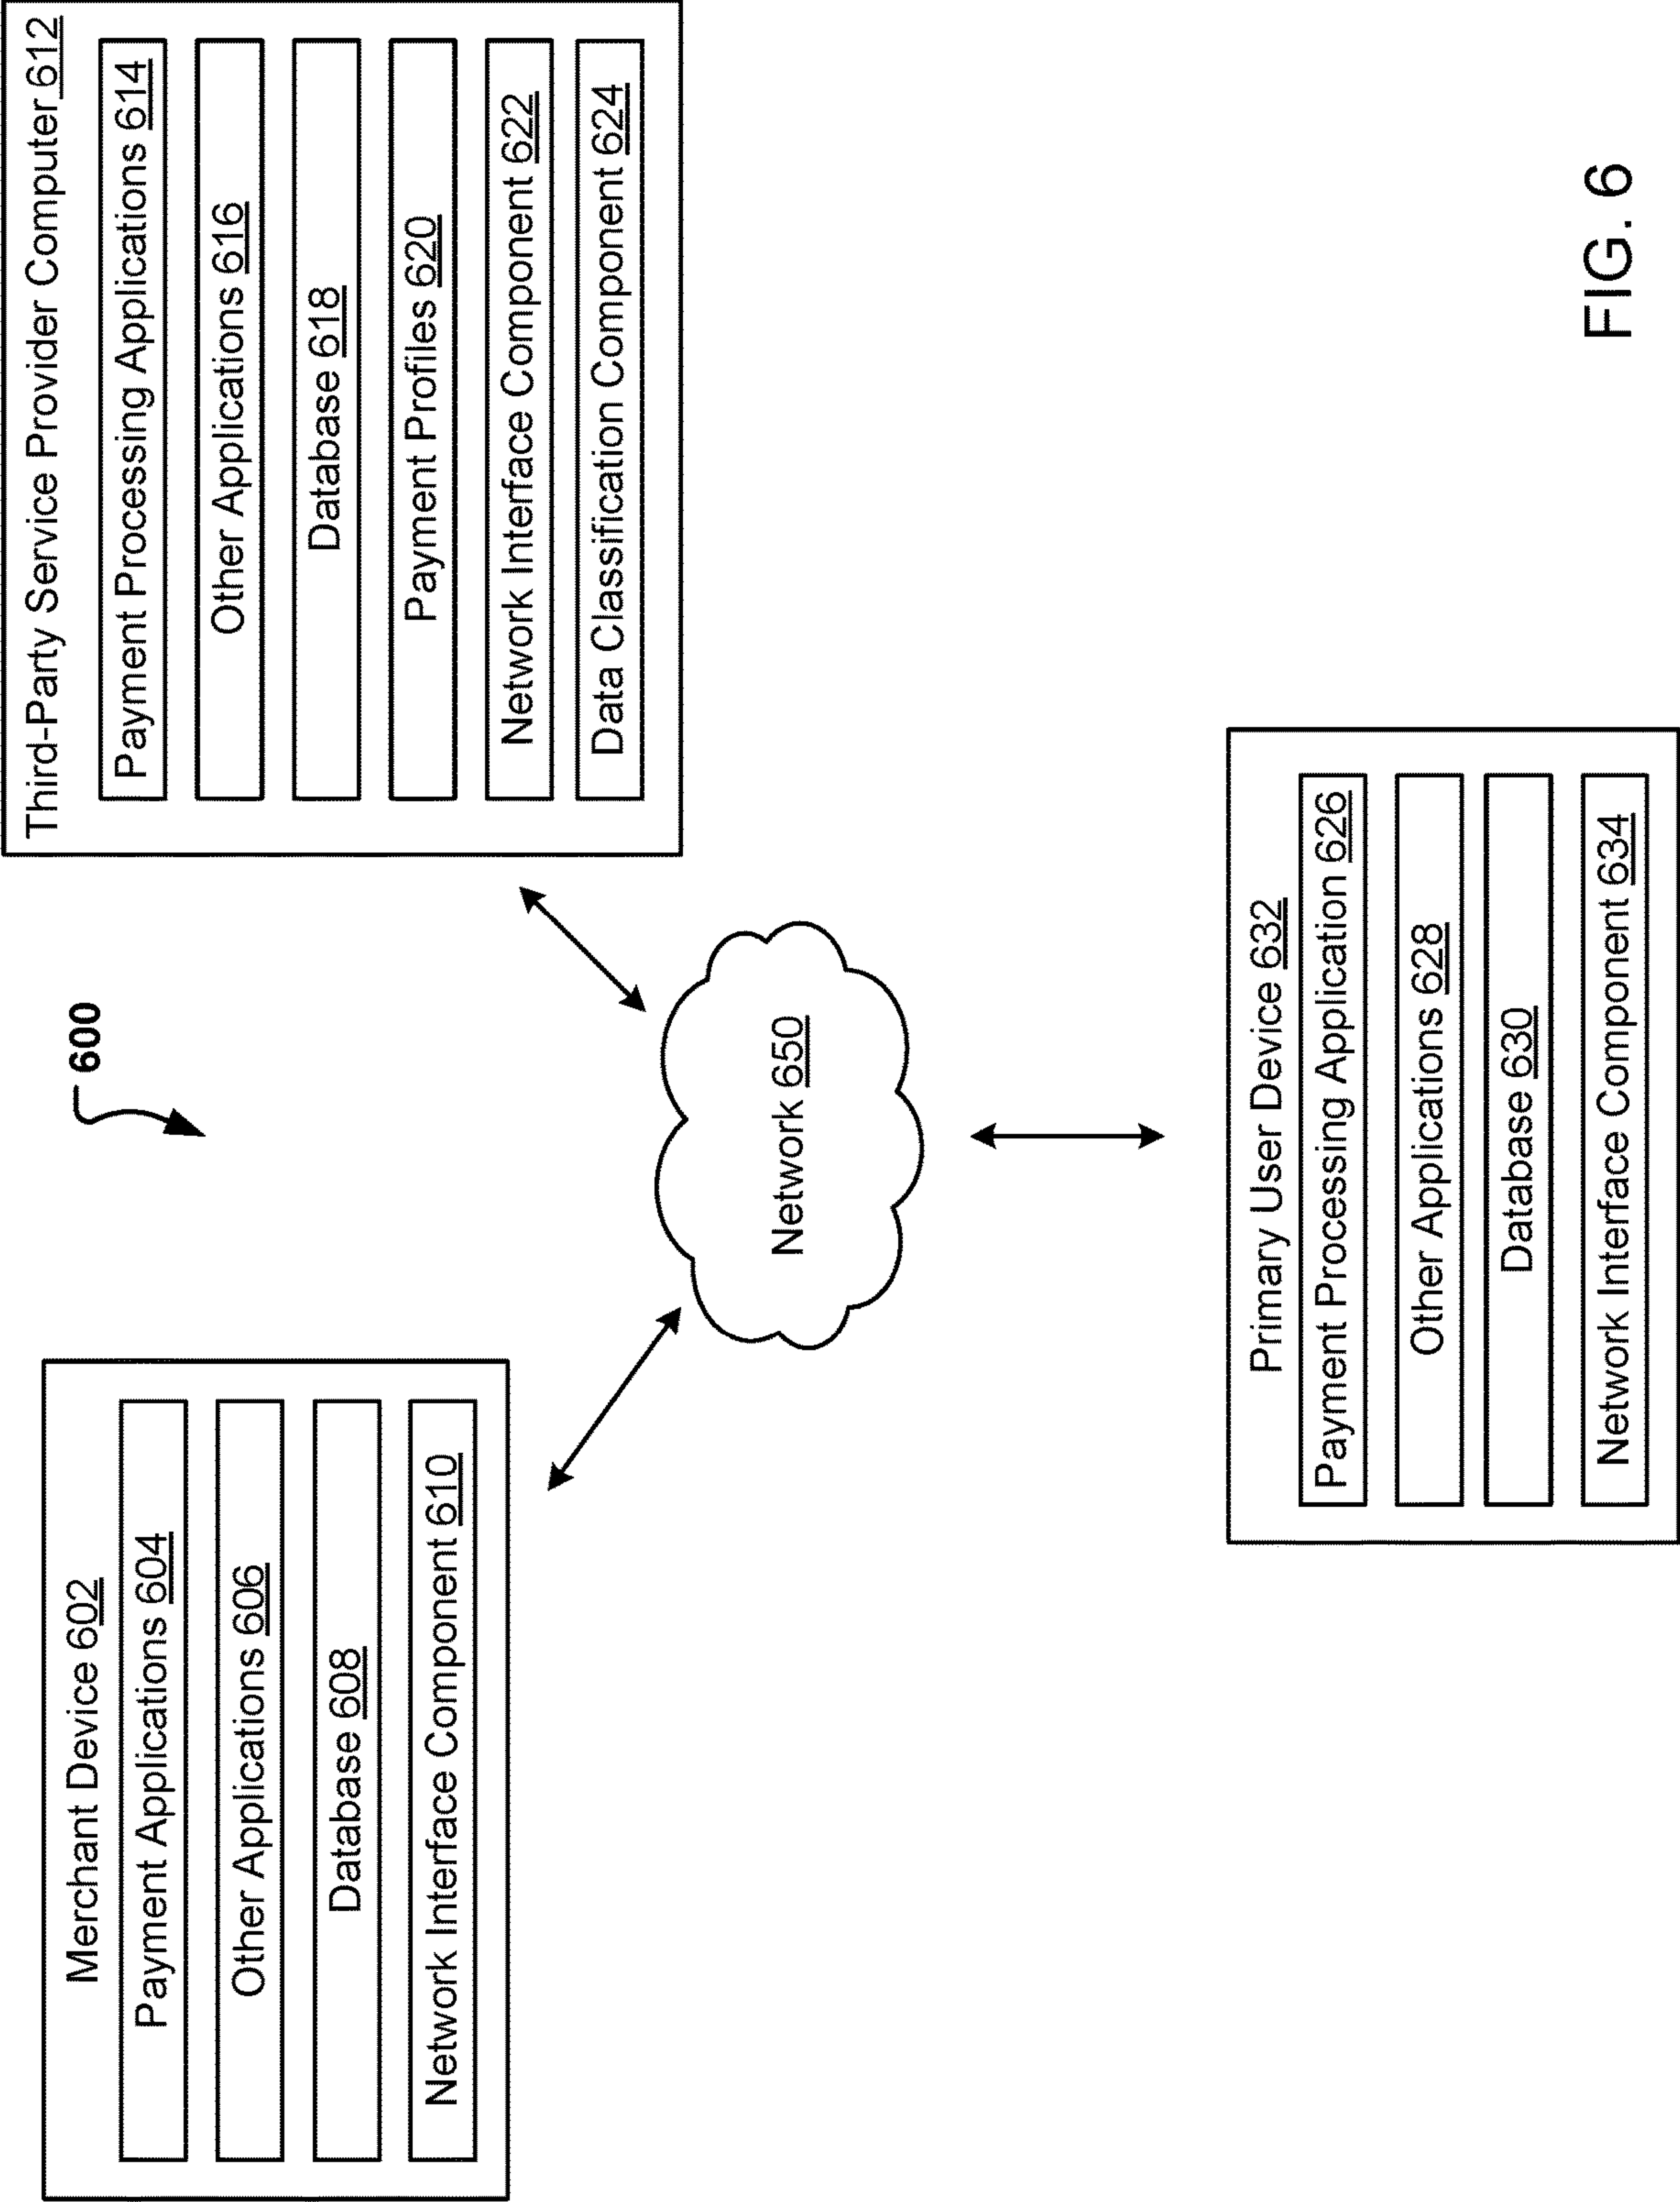 600
Merchant Device 602
Payment Applications 604
Other Applications 606
Database 608
Network Interface Component 610
Third-Party Service Provider Computer 612
Payment Processing Applications 614
Other Applications 616
Database 618
Payment Profiles 620
Network Interface Component 622
Data Classification Component 624
Network 650
Primary User Device 632
Payment Processing Application 626
Other Applications 628
Database 630
Network Interface Component 634
FIG. 6